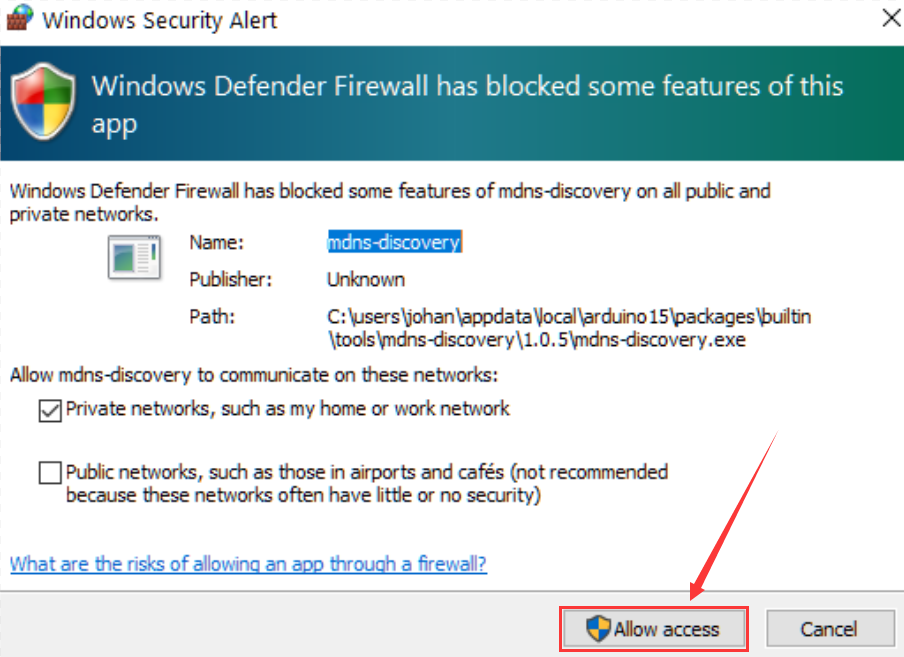 Windows Security Alert
Windows Defender Firewall has blocked some features of this
app
Windows Defender Firewall has blocked some features of mdns-discovery on all public and
private networks.
Name: mdns-discovery
Publisher: Unknown
Path: C:\users\johan\appdata\local\arduino15\packages\builtin
\tools\mdns-discovery\1.0.5\mdns-discovery.exe
Allow mdns-discovery to communicate on these networks:
Private networks, such as my home or work network
Public networks, such as those in airports and cafés (not recommended
because these networks often have little or no security)
What are the risks of allowing an app through a firewall?
Allow access Cancel